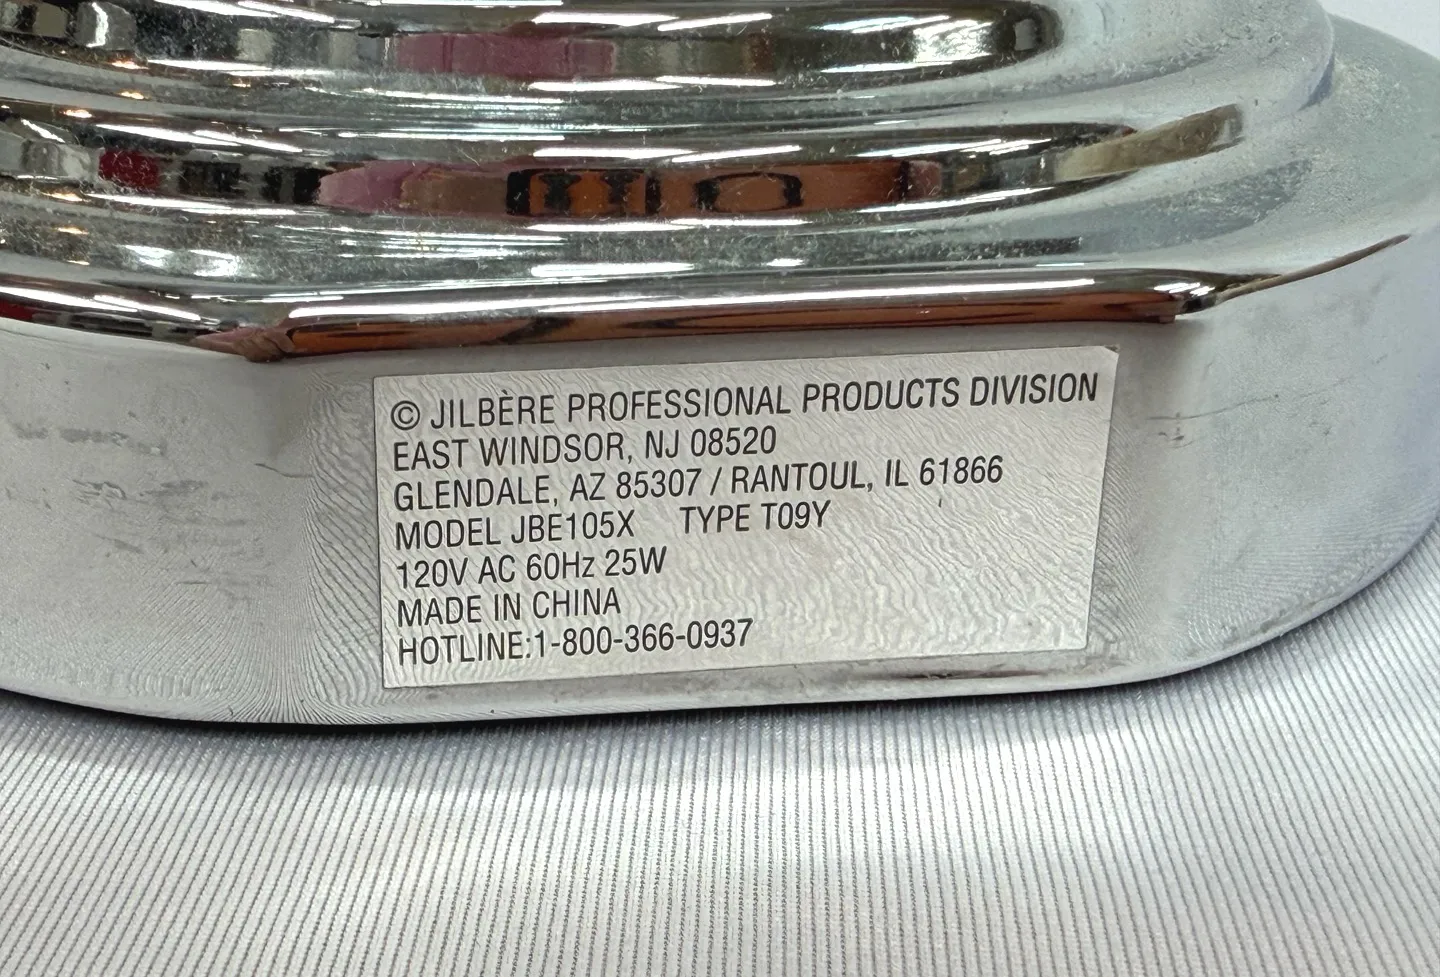 © JILBÈRE PROFESSIONAL PRODUCTS DIVISION
EAST WINDSOR, NJ 08520
GLENDALE, AZ 85307 / RANTOUL, IL 61866
MODEL JBE105X TYPE T09Y
120V AC 60Hz 25W
MADE IN CHINA
HOTLINE:1-800-366-0937